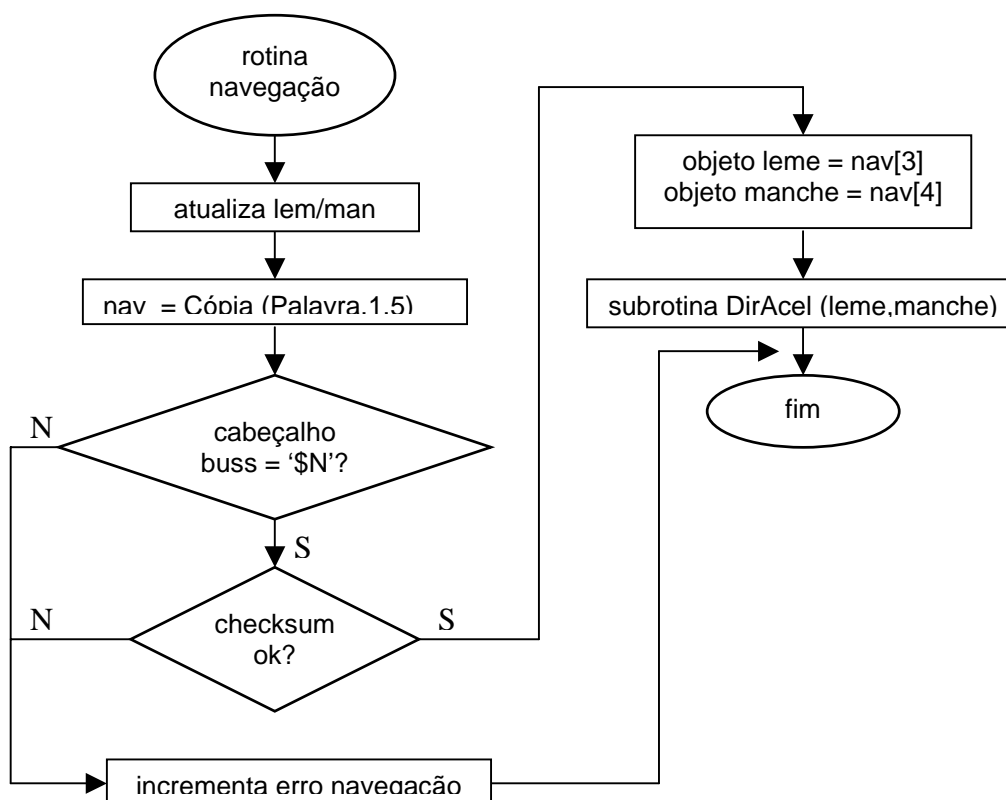 rotina
navegação
atualiza lem/man
nav = Cópia (Palavra,1,5)
cabeçalho
buss = ‘$N’?
N
S
checksum
ok?
N
S
incrementa erro navegação
objeto leme = nav[3]
objeto manche = nav[4]
subrotina DirAcel (leme,manche)
fim